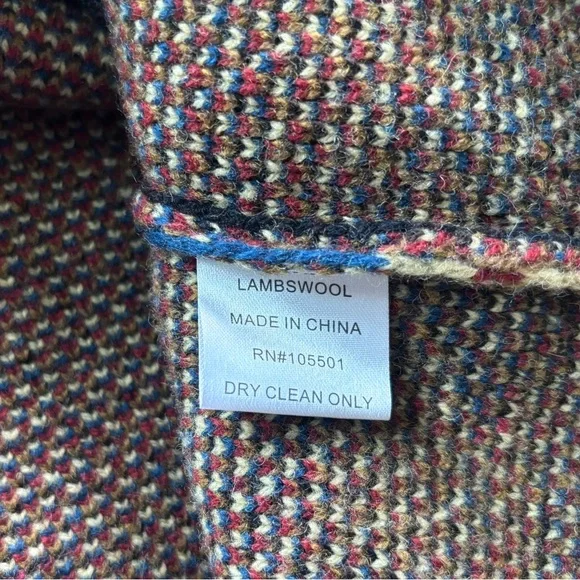 LAMBSWOOL
MADE IN CHINA
RN#105501
DRY CLEAN ONLY